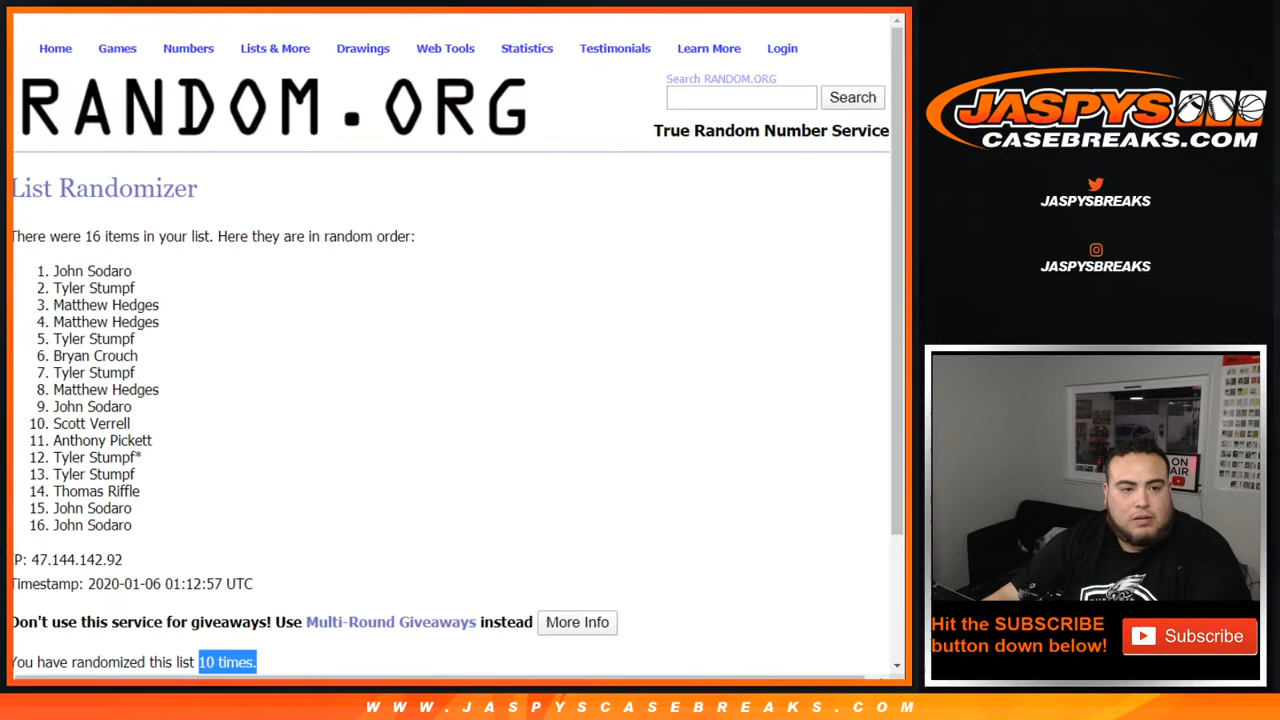 Home Games Numbers Lists & More Drawings Web Tools Statistics Testimonials Learn More Login
RANDOM.ORG
Search RANDOM.ORG
Search
True Random Number Service
List Randomizer
There were 16 items in your list. Here they are in random order:
1. John Sodaro
2. Tyler Stumpf
3. Matthew Hedges
4. Matthew Hedges
5. Tyler Stumpf
6. Bryan Crouch
7. Tyler Stumpf
8. Matthew Hedges
9. John Sodaro
10. Scott Verrell
11. Anthony Pickett
12. Tyler Stumpf*
13. Tyler Stumpf
14. Thomas Riffle
15. John Sodaro
16. John Sodaro
IP: 47.144.142.92
Timestamp: 2020-01-06 01:12:57 UTC
Don't use this service for giveaways! Use Multi-Round Giveaways instead More Info
You have randomized this list 10 times.
JASPYS
CASEBREAKS.COM
JASPYSBREAKS
JASPYSBREAKS
ON
AIR
Hit the SUBSCRIBE
button down below!
Subscribe
WWW.JASPYSCASEBREAKS.COM